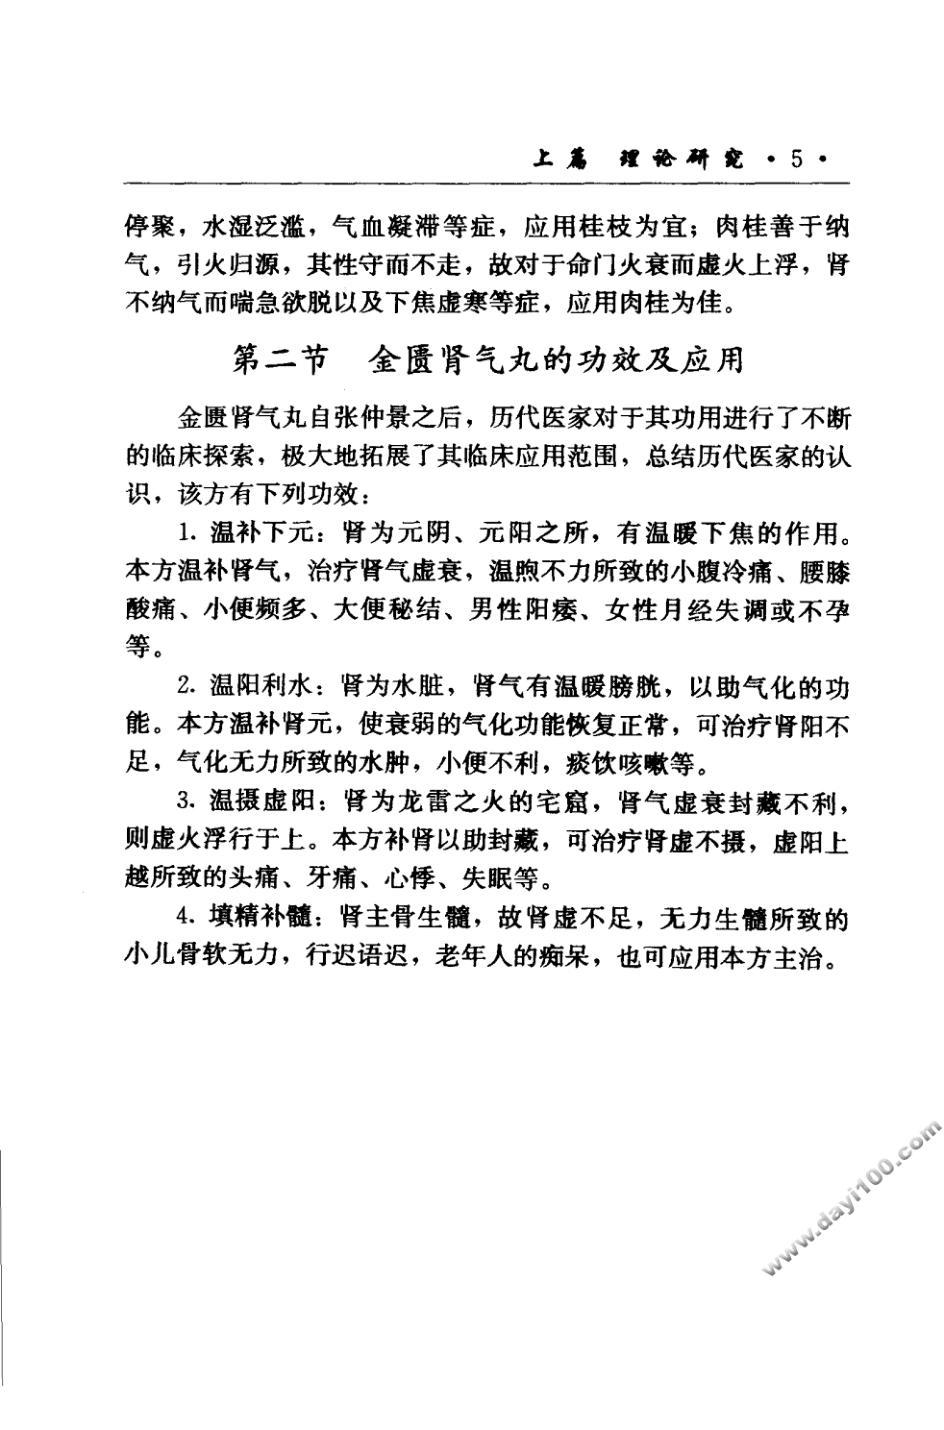 上篇 理论研究 · 5 ·
停聚，水湿泛滥，气血凝滞等症，应用桂枝为宜；肉桂善于纳
气，引火归源，其性守而不走，故对于命门火衰而虚火上浮，肾
不纳气而喘急欲脱以及下焦虚寒等症，应用肉桂为佳。
第二节 金匮肾气丸的功效及应用
金匮肾气丸自张仲景之后，历代医家对于其功用进行了不断
的临床探索，极大地拓展了其临床应用范围，总结历代医家的认
识，该方有下列功效：
1. 温补下元：肾为元阴、元阳之所，有温暖下焦的作用。
本方温补肾气，治疗肾气虚衰，温煦不力所致的小腹冷痛、腰膝
酸痛、小便频多、大便秘结、男性阳痿、女性月经失调或不孕
等。
2. 温阳利水：肾为水脏，肾气有温暖膀胱，以助气化的功
能。本方温补肾元，使衰弱的气化功能恢复正常，可治疗肾阳不
足，气化无力所致的水肿，小便不利，痰饮咳嗽等。
3. 温摄虚阳：肾为龙雷之火的宅窟，肾气虚衰封藏不利，
则虚火浮行于上。本方补肾以助封藏，可治疗肾虚不摄，虚阳上
越所致的头痛、牙痛、心悸、失眠等。
4. 填精补髓：肾主骨生髓，故肾虚不足，无力生髓所致的
小儿骨软无力，行迟语迟，老年人的痴呆，也可应用本方主治。
www.dayi100.com